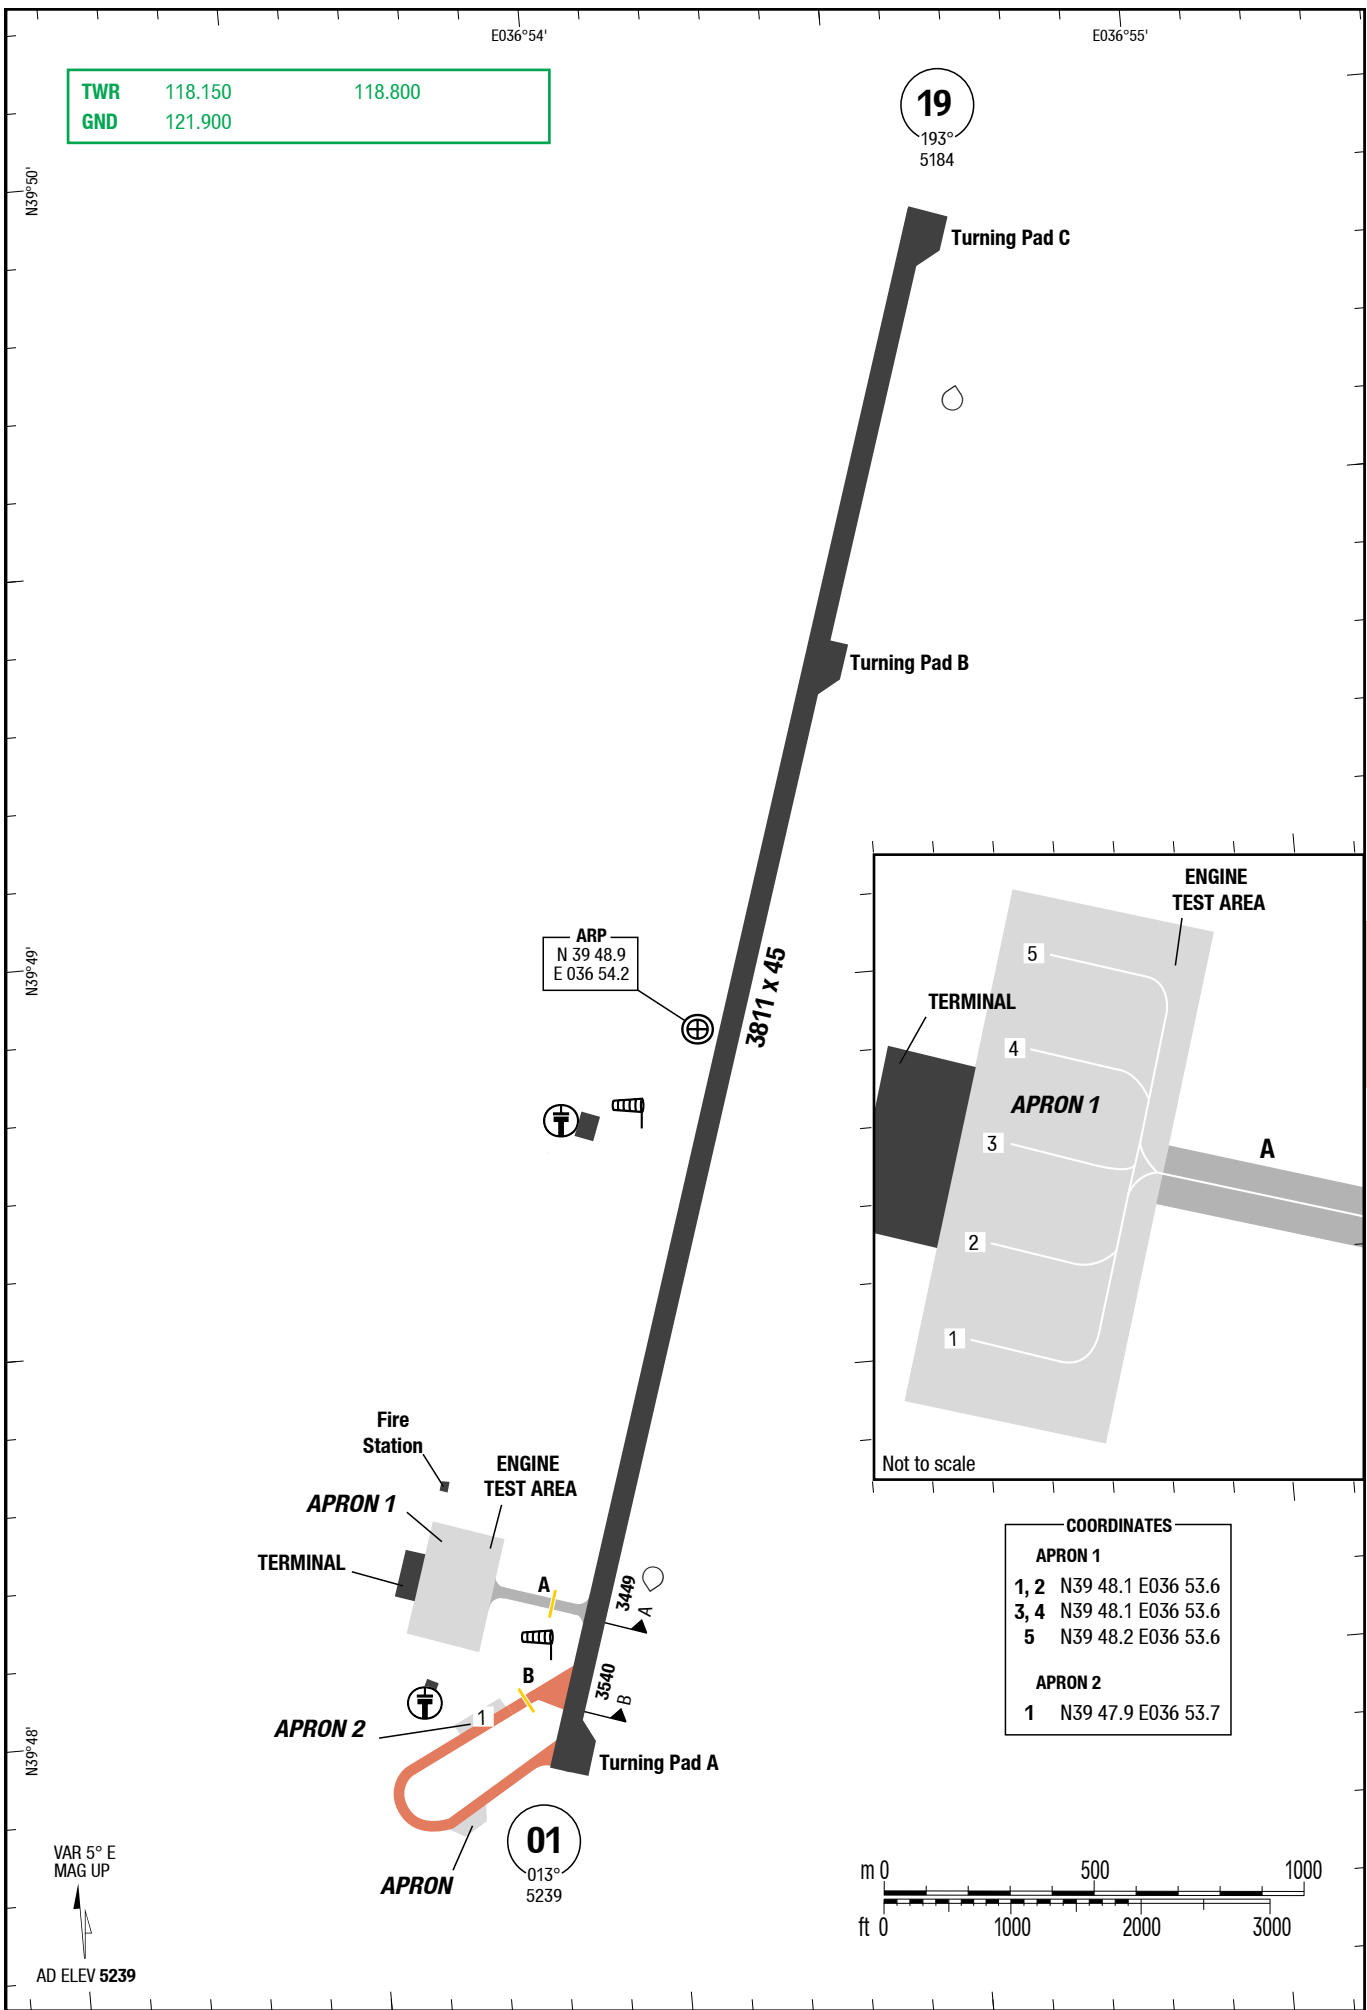 E036°54'
E036°55'
TWR 118.150 118.800
GND 121.900
19
193°
5184
N39°50'
Turning Pad C
Turning Pad B
ARP
N 39 48.9
E 036 54.2
N39°49'
3811 x 45
ENGINE
TEST AREA
5
TERMINAL
4
APRON 1
3
A
2
1
Not to scale
Fire
Station
ENGINE
TEST AREA
APRON 1
TERMINAL
A
3449
A
B
3540
B
1
APRON 2
N39°48'
Turning Pad A
01
013°
5239
APRON
COORDINATES
APRON 1
1, 2 N39 48.1 E036 53.6
3, 4 N39 48.1 E036 53.6
5 N39 48.2 E036 53.6
APRON 2
1 N39 47.9 E036 53.7
VAR 5° E
MAG UP
AD ELEV 5239
m 0 500 1000
ft 0 1000 2000 3000